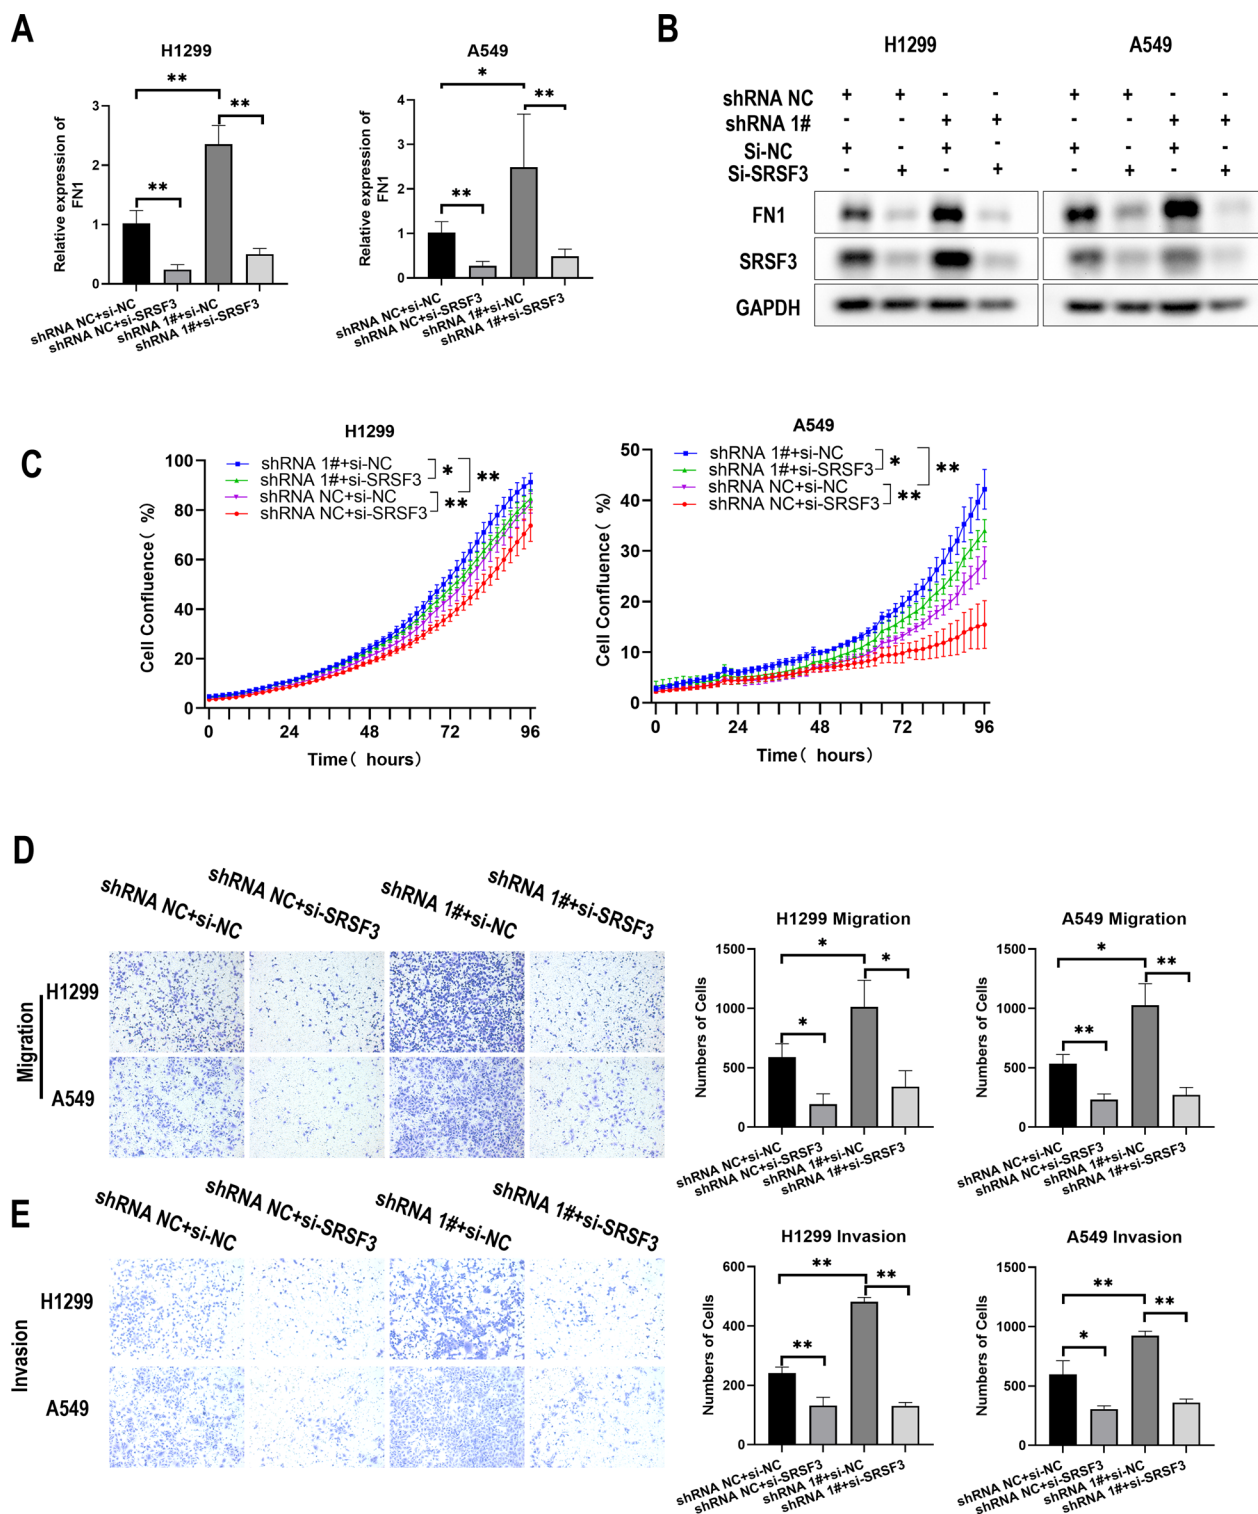 A
H1299
Relative expression of
FN1
3
2
1
0
**
**
**
shRNA NC+si-NC
shRNA NC+si-SRSF3
shRNA 1#+si-NC
shRNA 1#+si-SRSF3
A549
Relative expression of
FN1
4
3
2
1
0
*
**
**
shRNA NC+si-NC
shRNA NC+si-SRSF3
shRNA 1#+si-NC
shRNA 1#+si-SRSF3
B
H1299 A549
shRNA NC + + - - + + - -
shRNA 1# - - + + - - + +
Si-NC + - + - + - + -
Si-SRSF3 - + - + - + - +
FN1
SRSF3
GAPDH
C
H1299
Cell Confluence( %)
100
80
60
40
20
0
shRNA 1#+si-NC
shRNA 1#+si-SRSF3
shRNA NC+si-NC
shRNA NC+si-SRSF3
*
**
**
0 24 48 72 96
Time( hours)
A549
Cell Confluence( %)
50
40
30
20
10
0
shRNA 1#+si-NC
shRNA 1#+si-SRSF3
shRNA NC+si-NC
shRNA NC+si-SRSF3
*
**
**
0 24 48 72 96
Time( hours)
D
shRNA NC+si-NC
shRNA NC+si-SRSF3
shRNA 1#+si-NC
shRNA 1#+si-SRSF3
Migration
H1299
A549
H1299 Migration
Numbers of Cells
1500
1000
500
0
*
*
*
shRNA NC+si-NC
shRNA NC+si-SRSF3
shRNA 1#+si-NC
shRNA 1#+si-SRSF3
A549 Migration
Numbers of Cells
1500
1000
500
0
*
**
**
shRNA NC+si-NC
shRNA NC+si-SRSF3
shRNA 1#+si-NC
shRNA 1#+si-SRSF3
E
shRNA NC+si-NC
shRNA NC+si-SRSF3
shRNA 1#+si-NC
shRNA 1#+si-SRSF3
Invasion
H1299
A549
H1299 Invasion
Numbers of Cells
600
400
200
0
**
**
**
shRNA NC+si-NC
shRNA NC+si-SRSF3
shRNA 1#+si-NC
shRNA 1#+si-SRSF3
A549 Invasion
Numbers of Cells
1500
1000
500
0
**
**
*
shRNA NC+si-NC
shRNA NC+si-SRSF3
shRNA 1#+si-NC
shRNA 1#+si-SRSF3